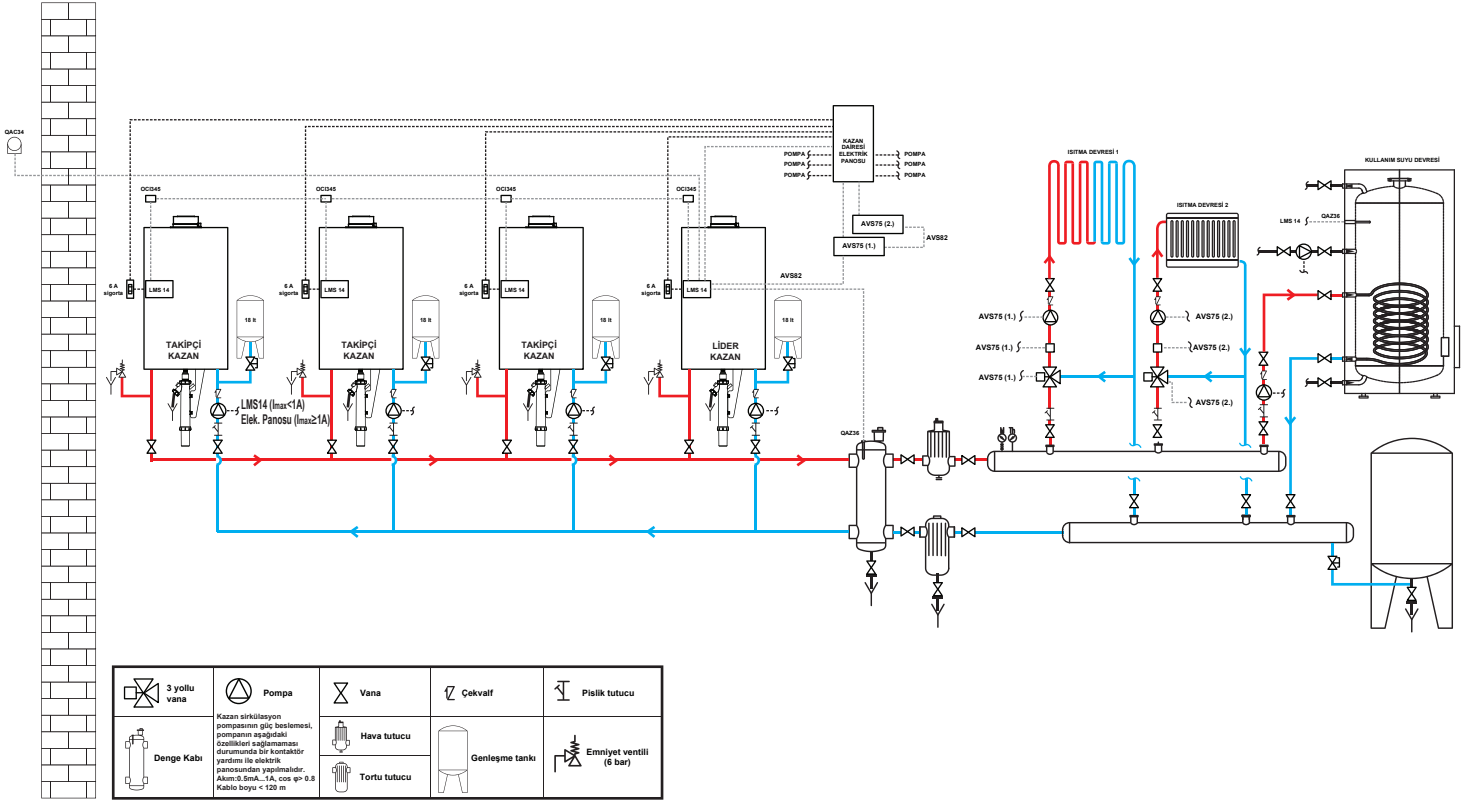 QAC34
KAZAN
DAİRESİ
ELEKTRİK
PANOSU
POMPA
POMPA
POMPA
POMPA
POMPA
POMPA
ISITMA DEVRESİ 1
KULLANIM SUYU DEVRESİ
OCI345
OCI345
OCI345
OCI345
ISITMA DEVRESİ 2
LMS 14
QAZ36
AVS75 (2.)
AVS75 (1.)
AVS82
AVS82
6 A
sigorta
LMS 14
6 A
sigorta
LMS 14
6 A
sigorta
LMS 14
6 A
sigorta
LMS 14
18 lt
18 lt
18 lt
18 lt
TAKİPÇİ
KAZAN
TAKİPÇİ
KAZAN
TAKİPÇİ
KAZAN
LİDER
KAZAN
AVS75 (1.)
AVS75 (2.)
AVS75 (1.)
AVS75 (2.)
AVS75 (1.)
AVS75 (2.)
LMS14 (Imax<1A)
Elek. Panosu (Imax≥1A)
QAZ36
3 yollu
vana
Pompa
Kazan sirkülasyon
pompasının güç beslemesi,
pompanın aşağıdaki
özellikleri sağlamaması
durumunda bir kontaktör
yardımı ile elektrik
panosundan yapılmalıdır.
Akım:0.5mA...1A, cos φ> 0.8
Kablo boyu < 120 m
Vana
Çekvalf
Pislik tutucu
Denge Kabı
Hava tutucu
Tortu tutucu
Genleşme tankı
Emniyet ventili
(6 bar)